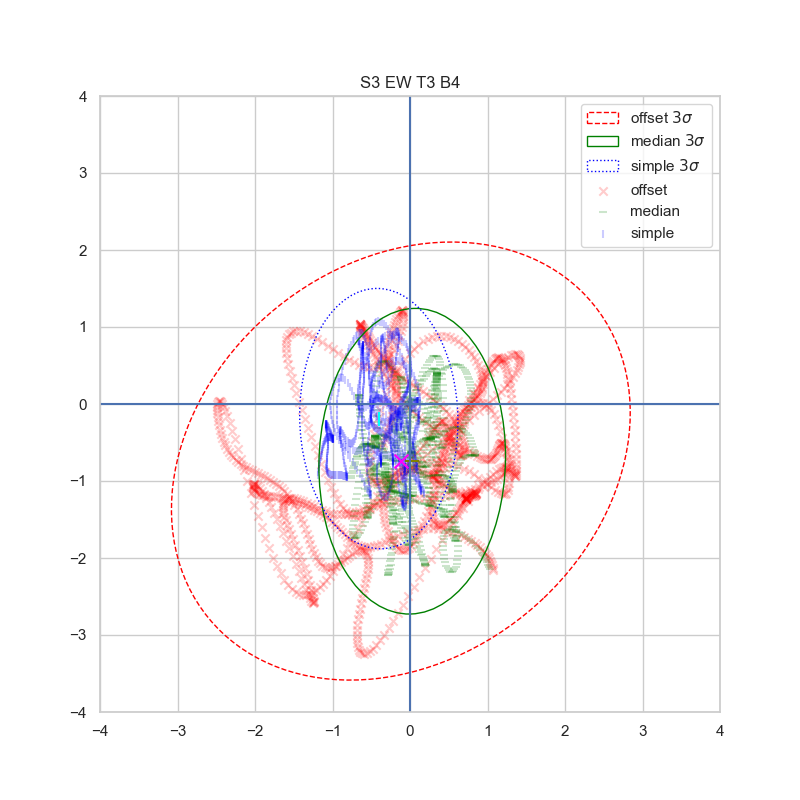 S3 EW T3 B4
4
3
2
1
0
−1
−2
−3
−4
−4 −3 −2 −1 0 1 2 3 4
offset 3σ
median 3σ
simple 3σ
offset
median
simple